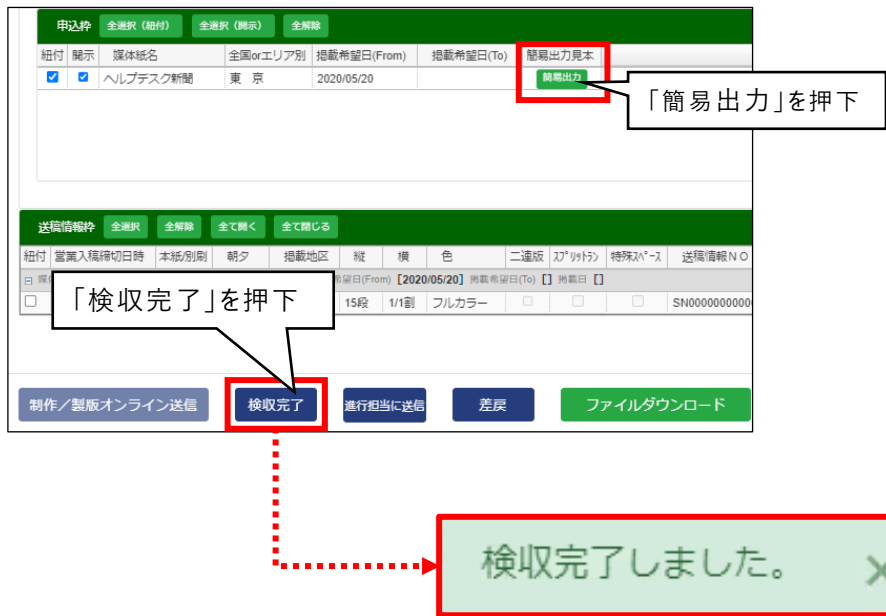 申込枠 全選択（紐付） 全選択（開示） 全解除
紐付 開示 媒体紙名 全国orエリア別 掲載希望日(From) 掲載希望日(To) 簡易出力見本
ヘルプデスク新聞 東 京 2020/05/20 簡易出力
「簡易出力」を押下
送稿情報枠 全選択 全解除 全て開く 全て閉じる
紐付 営業入稿締切日時 本紙/別刷 朝夕 掲載地区 縦 横 色 二連版 スプリットラン 特殊スペース 送稿情報ＮＯ
希望日(From) 【2020/05/20】 掲載希望日(To) 【】 掲載日 【】
「検収完了」を押下
15段 1/1割 フルカラー
制作／製版オンライン送信 検収完了 進行担当に送信 差戻 ファイルダウンロード
検収完了しました。 ×